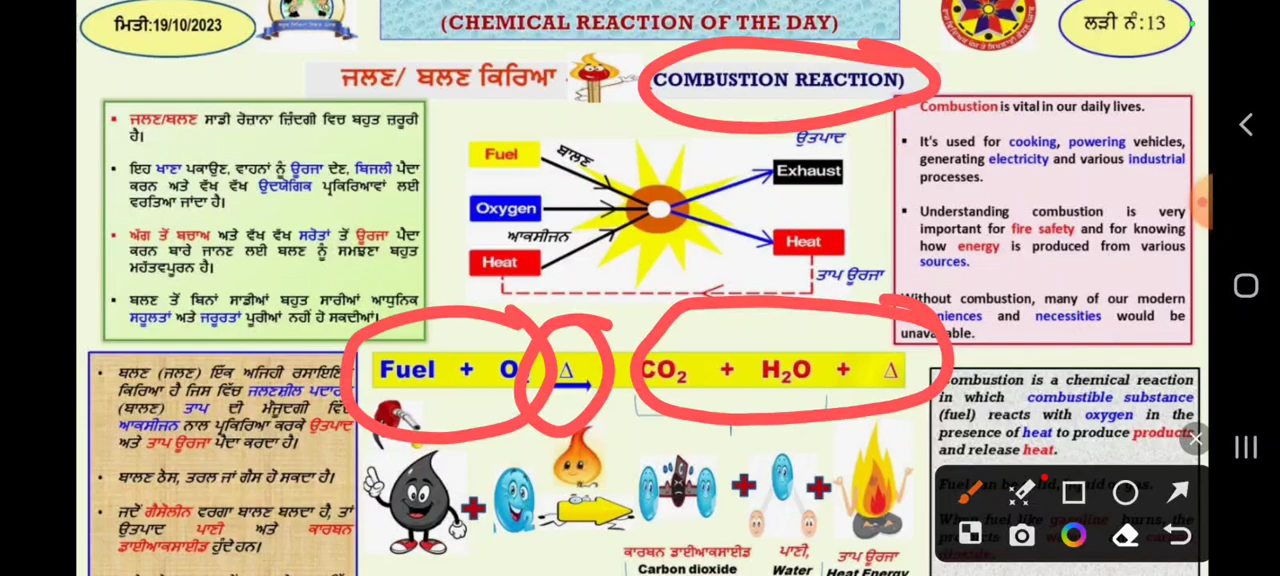 ਮਿਤੀ:19/10/2023
(CHEMICAL REACTION OF THE DAY)
ਲੜੀ ਨੰ:13
ਜਲਣ/ ਬਲਣ ਕਿਰਿਆ (COMBUSTION REACTION)
ਜਲਣ/ਬਲਣ ਸਾਡੀ ਰੋਜ਼ਾਨਾ ਜ਼ਿੰਦਗੀ ਵਿਚ ਬਹੁਤ ਜ਼ਰੂਰੀ
ਹੈ।
ਇਹ ਖਾਣਾ ਪਕਾਉਣ, ਵਾਹਨਾਂ ਨੂੰ ਊਰਜਾ ਦੇਣ, ਬਿਜਲੀ ਪੈਦਾ
ਕਰਨ ਅਤੇ ਵੱਖ ਵੱਖ ਉਦਯੋਗਿਕ ਪ੍ਰਕਿਰਿਆਵਾਂ ਲਈ
ਵਰਤਿਆ ਜਾਂਦਾ ਹੈ।
ਅੱਗ ਤੋਂ ਬਚਾਅ ਅਤੇ ਵੱਖ ਵੱਖ ਸਰੋਤਾਂ ਤੋਂ ਊਰਜਾ ਪੈਦਾ
ਕਰਨ ਬਾਰੇ ਜਾਨਣ ਲਈ ਬਲਣ ਨੂੰ ਸਮਝਣਾ ਬਹੁਤ
ਮਹੱਤਵਪੂਰਨ ਹੈ।
ਬਲਣ ਤੋਂ ਬਿਨਾਂ ਸਾਡੀਆਂ ਬਹੁਤ ਸਾਰੀਆਂ ਆਧੁਨਿਕ
ਸਹੂਲਤਾਂ ਅਤੇ ਜਰੂਰਤਾਂ ਪੂਰੀਆਂ ਨਹੀਂ ਹੋ ਸਕਦੀਆਂ।
ਉਤਪਾਦ
Fuel
ਬਾਲਣ
Exhaust
Oxygen
ਆਕਸੀਜਨ
Heat
Heat
ਤਾਪ ਊਰਜਾ
Combustion is vital in our daily lives.
It's used for cooking, powering vehicles,
generating electricity and various industrial
processes.
Understanding combustion is very
important for fire safety and for knowing
how energy is produced from various
sources.
Without combustion, many of our modern
and necessities would be
Fuel + O₂ Δ CO₂ + H₂O + Δ
ਬਲਣ (ਜਲਣ) ਇੱਕ ਅਜਿਹੀ
ਕਿਰਿਆ ਹੈ ਜਿਸ ਵਿੱਚ ਜਲਣਸ਼ੀਲ
(ਬਾਲਣ) ਤਾਪ ਦੀ ਮੌਜੂਦਗੀ
ਆਕਸੀਜਨ ਨਾਲ ਪ੍ਰਕਿਰਿਆ ਕਰਕੇ ਉਤਪਾਦ
ਅਤੇ ਤਾਪ ਊਰਜਾ ਪੈਦਾ ਕਰਦਾ ਹੈ।
ਬਾਲਣ ਠੋਸ, ਤਰਲ ਜਾਂ ਗੈਸ ਹੋ ਸਕਦਾ ਹੈ।
ਜਦੋਂ ਗੈਸੋਲੀਨ ਵਰਗਾ ਬਾਲਣ ਬਲਦਾ ਹੈ, ਤਾਂ
ਉਤਪਾਦ ਪਾਣੀ ਅਤੇ ਕਾਰਬਨ
ਡਾਈਆਕਸਾਈਡ ਹੁੰਦੇ ਹਨ।
ਕਾਰਬਨ ਡਾਈਆਕਸਾਈਡ
Carbon dioxide
ਪਾਣੀ,
Water
ਤਾਪ ਊਰਜਾ
Heat Energy
Combustion is a chemical reaction
in which combustible substance
(fuel) reacts with oxygen in the
presence of heat to produce products
and release heat.